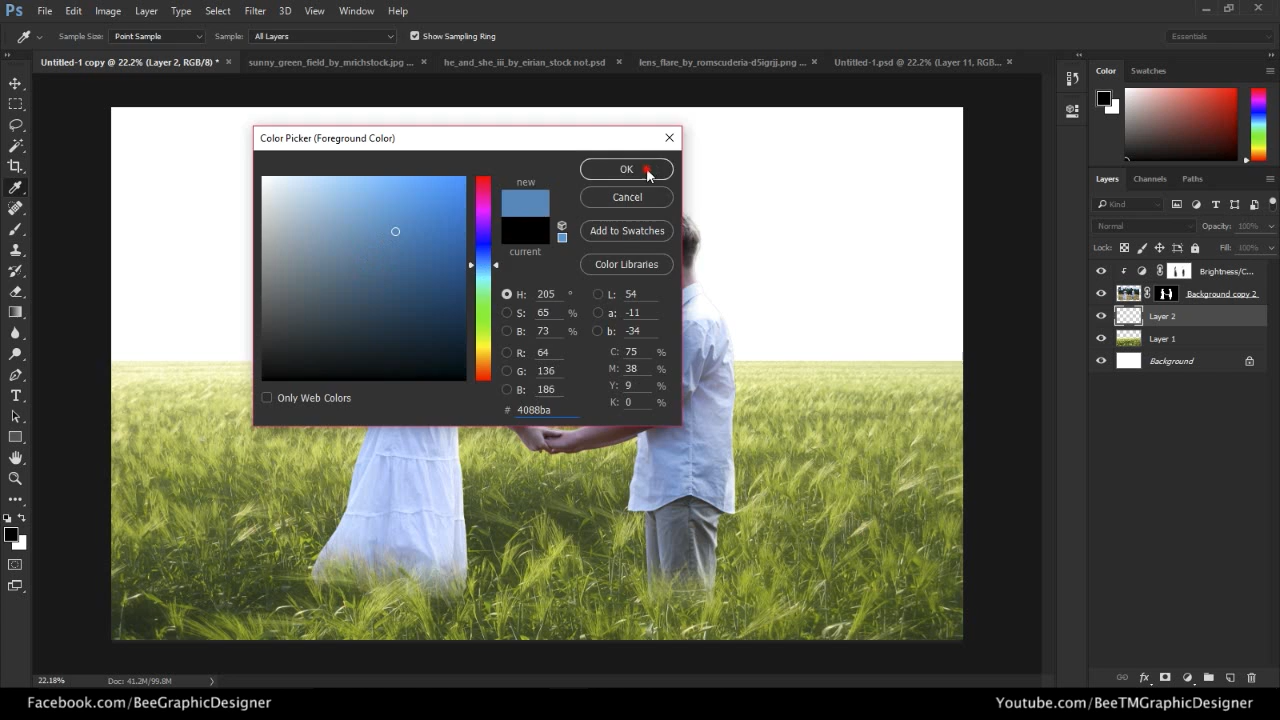 Ps File Edit Image Layer Type Select Filter 3D View Window Help
Sample Size: Point Sample Sample: All Layers Show Sampling Ring Essentials
Untitled-1 copy @ 22.2% (Layer 2, RGB/8) * × sunny_green_field_by_mrichstock.jpg ... × he_and_she_iii_by_eirian_stock not.psd × lens_flare_by_romscuderia-d5igrjj.png ... × Untitled-1.psd @ 22.2% (Layer 11, RGB... ×
Color Swatches
Color Picker (Foreground Color)
OK
new
Cancel
Add to Swatches
current
Color Libraries
H: 205 ° L: 54
S: 65 % a: -11
B: 73 % b: -34
R: 64 C: 75 %
G: 136 M: 38 %
B: 186 Y: 9 %
K: 0 %
Only Web Colors
# 4088ba
Layers Channels Paths
Kind
Normal Opacity: 100%
Lock: Fill: 100%
Brightness/C...
Background copy 2
Layer 2
Layer 1
Background
22.18% Doc: 41.2M/99.8M
Facebook.com/BeeGraphicDesigner
Youtube.com/BeeTMGraphicDesigner